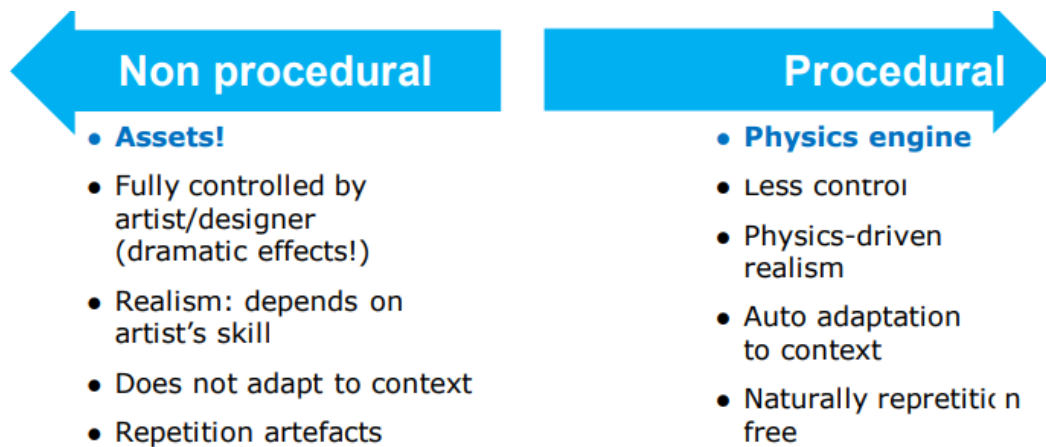 Non procedural
● Assets!
● Fully controlled by
artist/designer
(dramatic effects!)
● Realism: depends on
artist's skill
● Does not adapt to context
● Repetition artefacts
Procedural
● Physics engine
● Less control
● Physics-driven
realism
● Auto adaptation
to context
● Naturally repretition
free